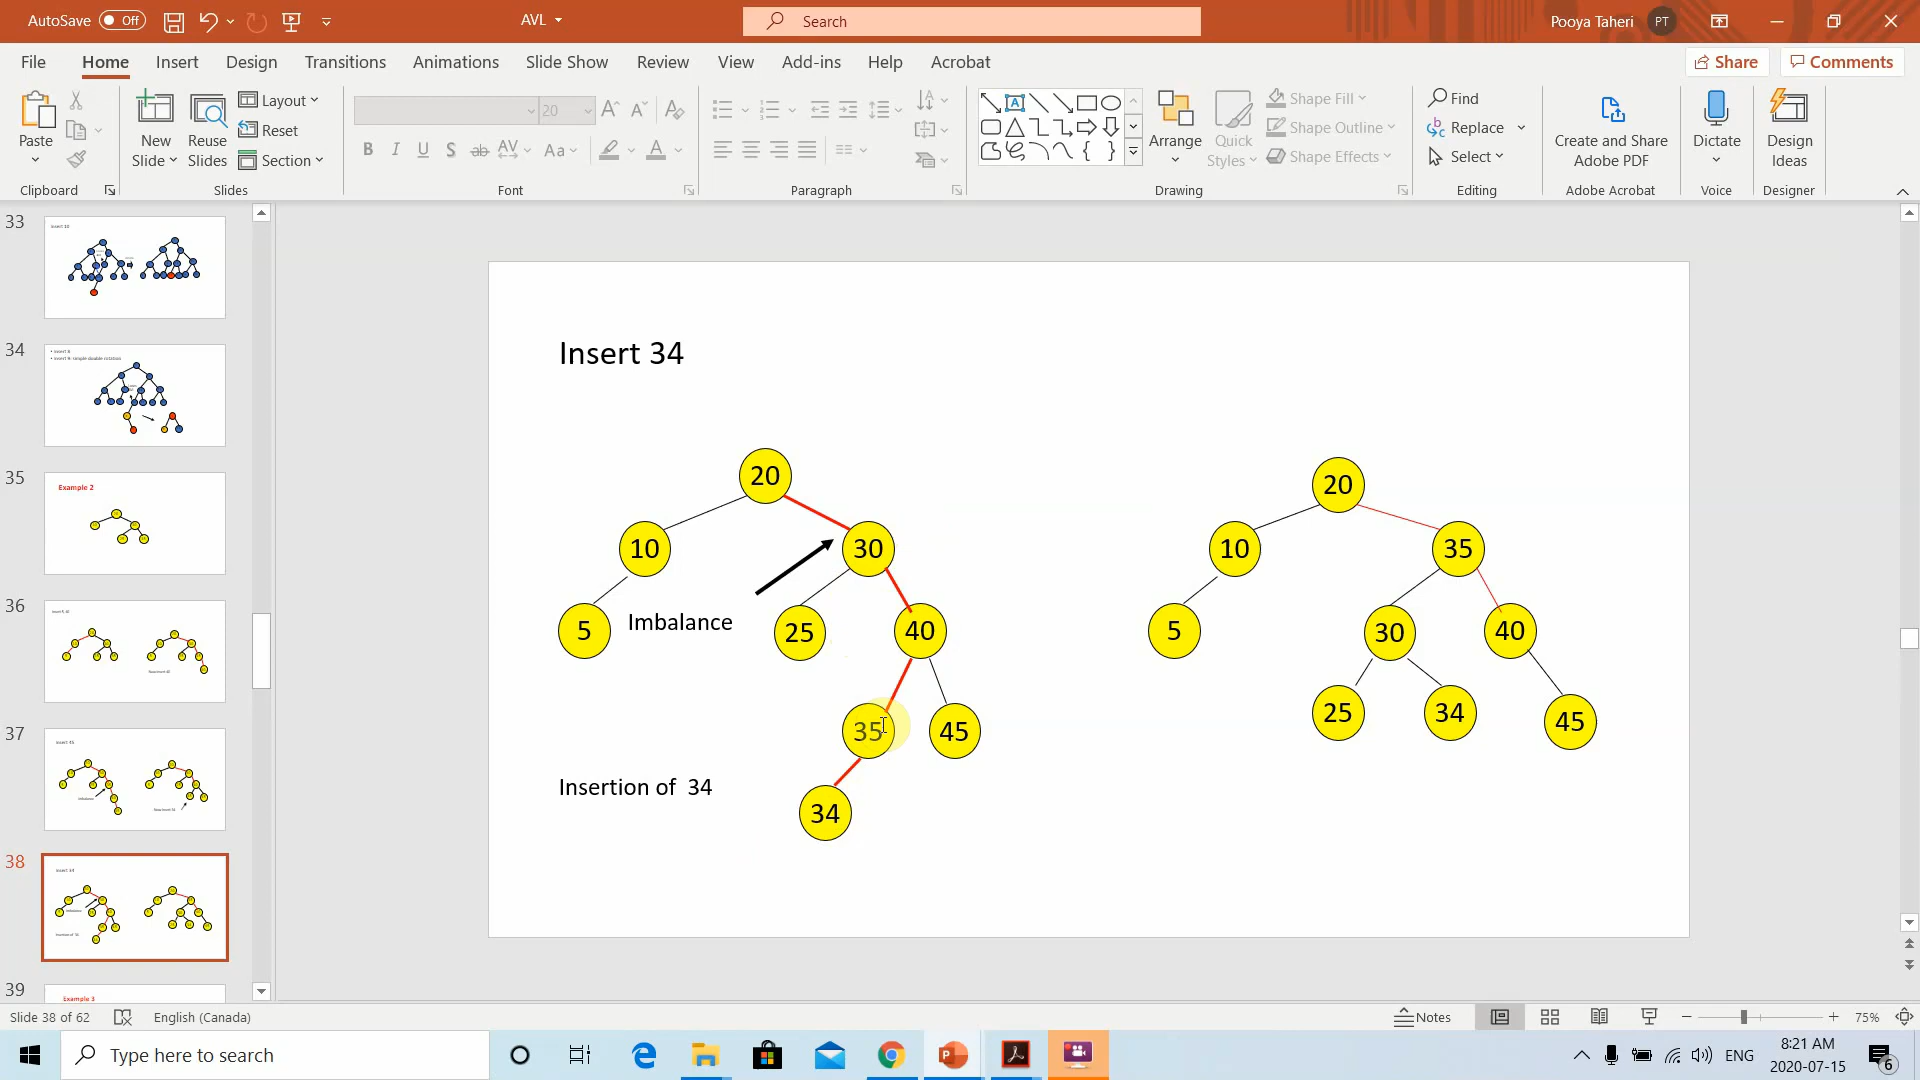 AutoSave Off
AVL
Search
Pooya Taheri PT
File Home Insert Design Transitions Animations Slide Show Review View Add-ins Help Acrobat
Share Comments
Paste
Clipboard
New Slide
Reuse Slides
Layout
Reset
Section
Slides
20
B I U S ab AV Aa A
Font
Paragraph
Arrange
Quick Styles
Shape Fill
Shape Outline
Shape Effects
Drawing
Find
Replace
Select
Editing
Create and Share Adobe PDF
Adobe Acrobat
Dictate
Voice
Design Ideas
Designer
33
34
35
Example 2
36
37
38
39
Example 3
Insert 34
20
10 30
5 Imbalance 25 40
35 45
Insertion of 34
34
20
10 35
5 30 40
25 34 45
Slide 38 of 62 English (Canada)
Notes
75%
Type here to search
ENG
8:21 AM
2020-07-15
6